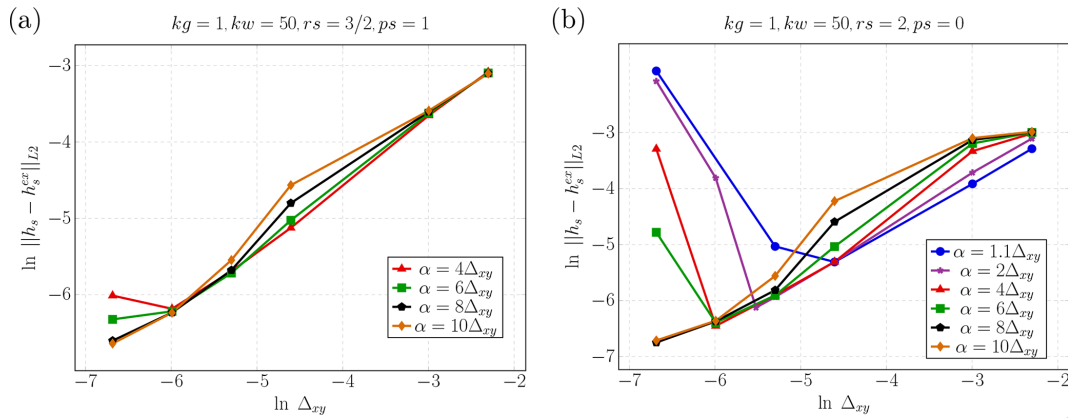 (a)
kg = 1, kw = 50, rs = 3/2, ps = 1
−3
−4
−5
−6
ln ||h_s − h_s^{ex}||_{L2}
α = 4Δ_{xy}
α = 6Δ_{xy}
α = 8Δ_{xy}
α = 10Δ_{xy}
−7 −6 −5 −4 −3 −2
ln Δ_{xy}
(b)
kg = 1, kw = 50, rs = 2, ps = 0
−2
−3
−4
−5
−6
−7
ln ||h_s − h_s^{ex}||_{L2}
α = 1.1Δ_{xy}
α = 2Δ_{xy}
α = 4Δ_{xy}
α = 6Δ_{xy}
α = 8Δ_{xy}
α = 10Δ_{xy}
−7 −6 −5 −4 −3 −2
ln Δ_{xy}